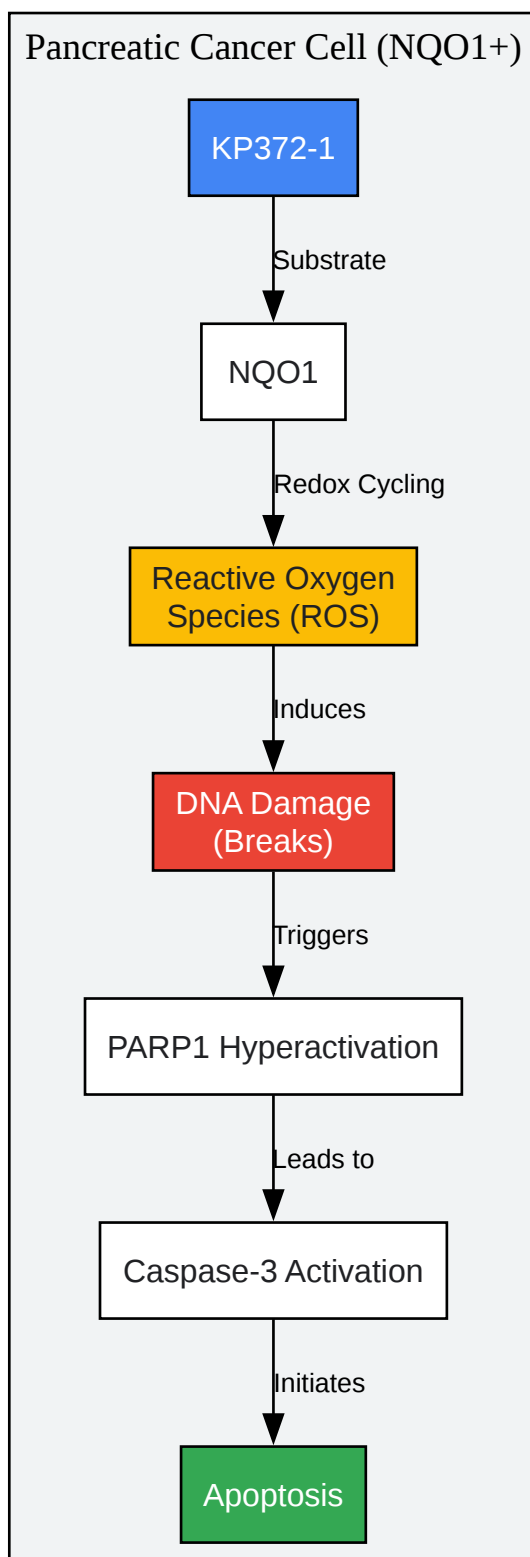 Pancreatic Cancer Cell (NQO1+)
KP372-1
Substrate
NQO1
Redox Cycling
Reactive Oxygen
Species (ROS)
Induces
DNA Damage
(Breaks)
Triggers
PARP1 Hyperactivation
Leads to
Caspase-3 Activation
Initiates
Apoptosis